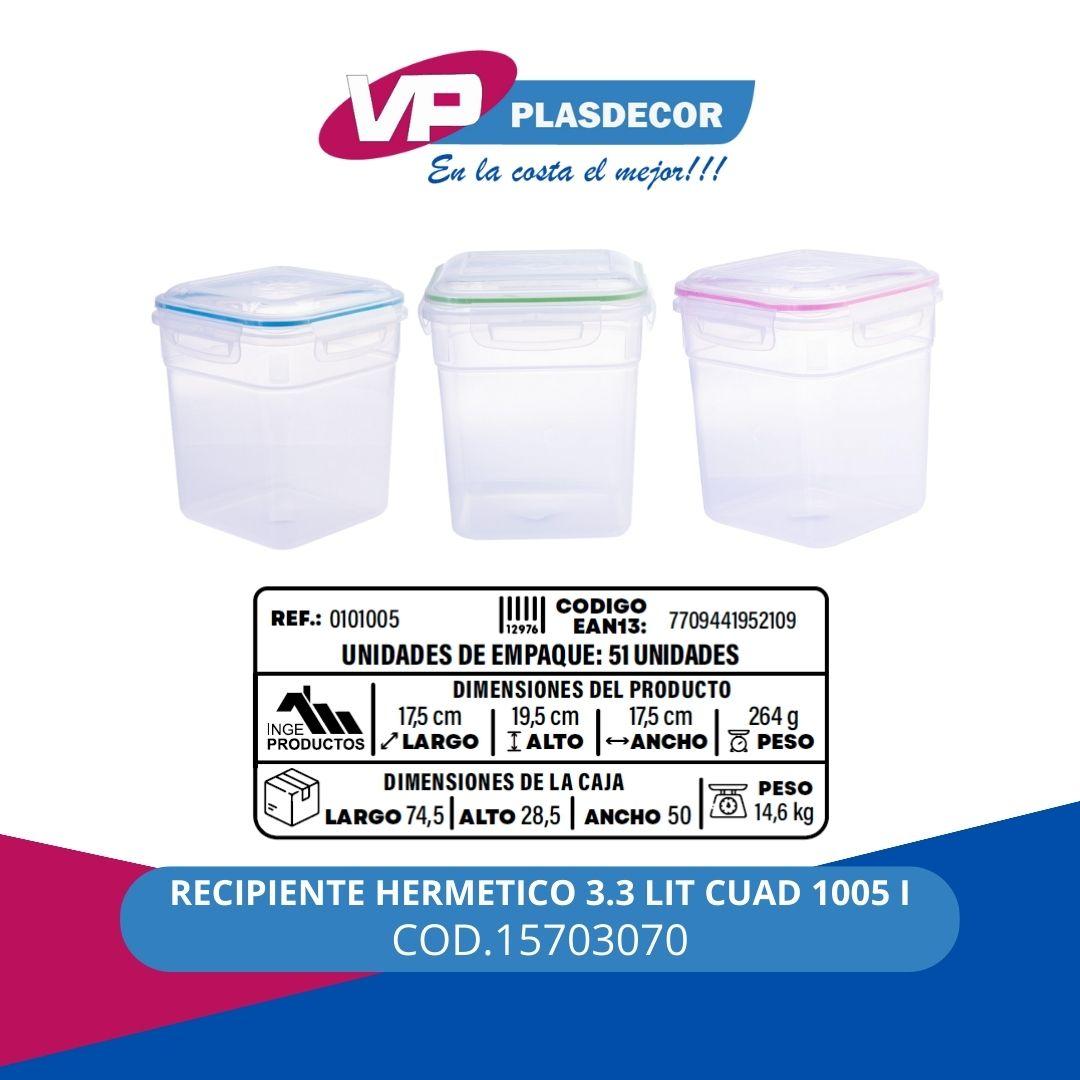 VP PLASDECOR
En la costa el mejor!!!
REF.: 0101005
12976
CODIGO
EAN13: 7709441952109
UNIDADES DE EMPAQUE: 51 UNIDADES
INGE
PRODUCTOS
DIMENSIONES DEL PRODUCTO
17,5 cm 19,5 cm 17,5 cm 264 g
LARGO ALTO ANCHO PESO
DIMENSIONES DE LA CAJA
LARGO 74,5 ALTO 28,5 ANCHO 50
PESO
14,6 kg
RECIPIENTE HERMETICO 3.3 LIT CUAD 1005 I
COD.15703070